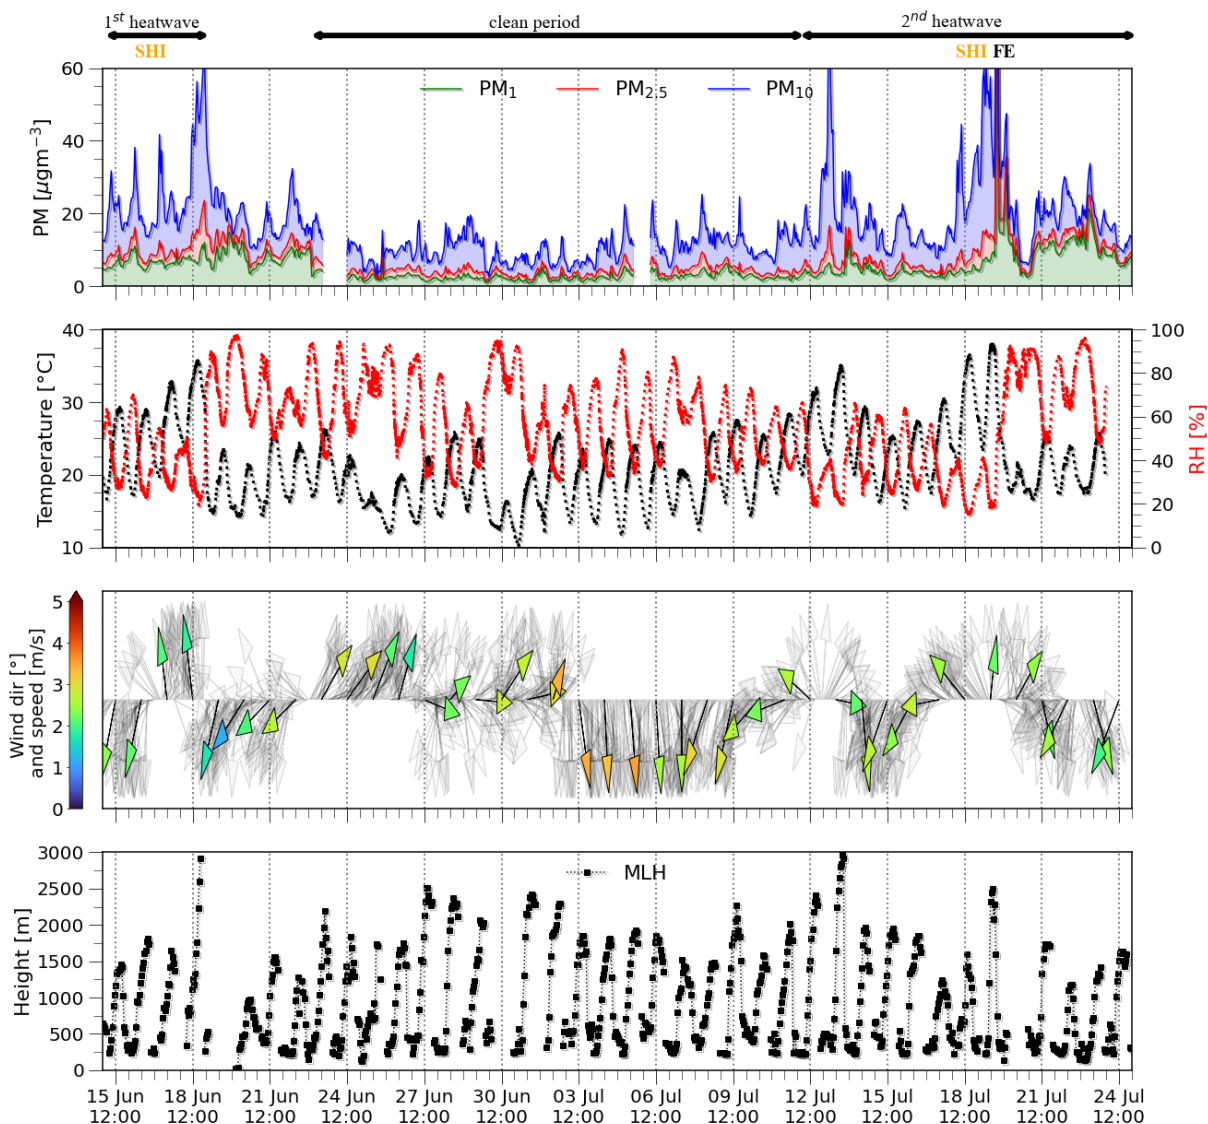 1st heatwave clean period 2nd heatwave
SHI SHI FE
PM1 PM2.5 PM10
PM [μgm−3]
60
40
20
0
Temperature [°C]
40
30
20
10
RH [%]
100
80
60
40
20
0
Wind dir [°]
and speed [m/s]
5
4
3
2
1
0
MLH
Height [m]
3000
2500
2000
1500
1000
500
0
15 Jun 18 Jun 21 Jun 24 Jun 27 Jun 30 Jun 03 Jul 06 Jul 09 Jul 12 Jul 15 Jul 18 Jul 21 Jul 24 Jul
12:00 12:00 12:00 12:00 12:00 12:00 12:00 12:00 12:00 12:00 12:00 12:00 12:00 12:00